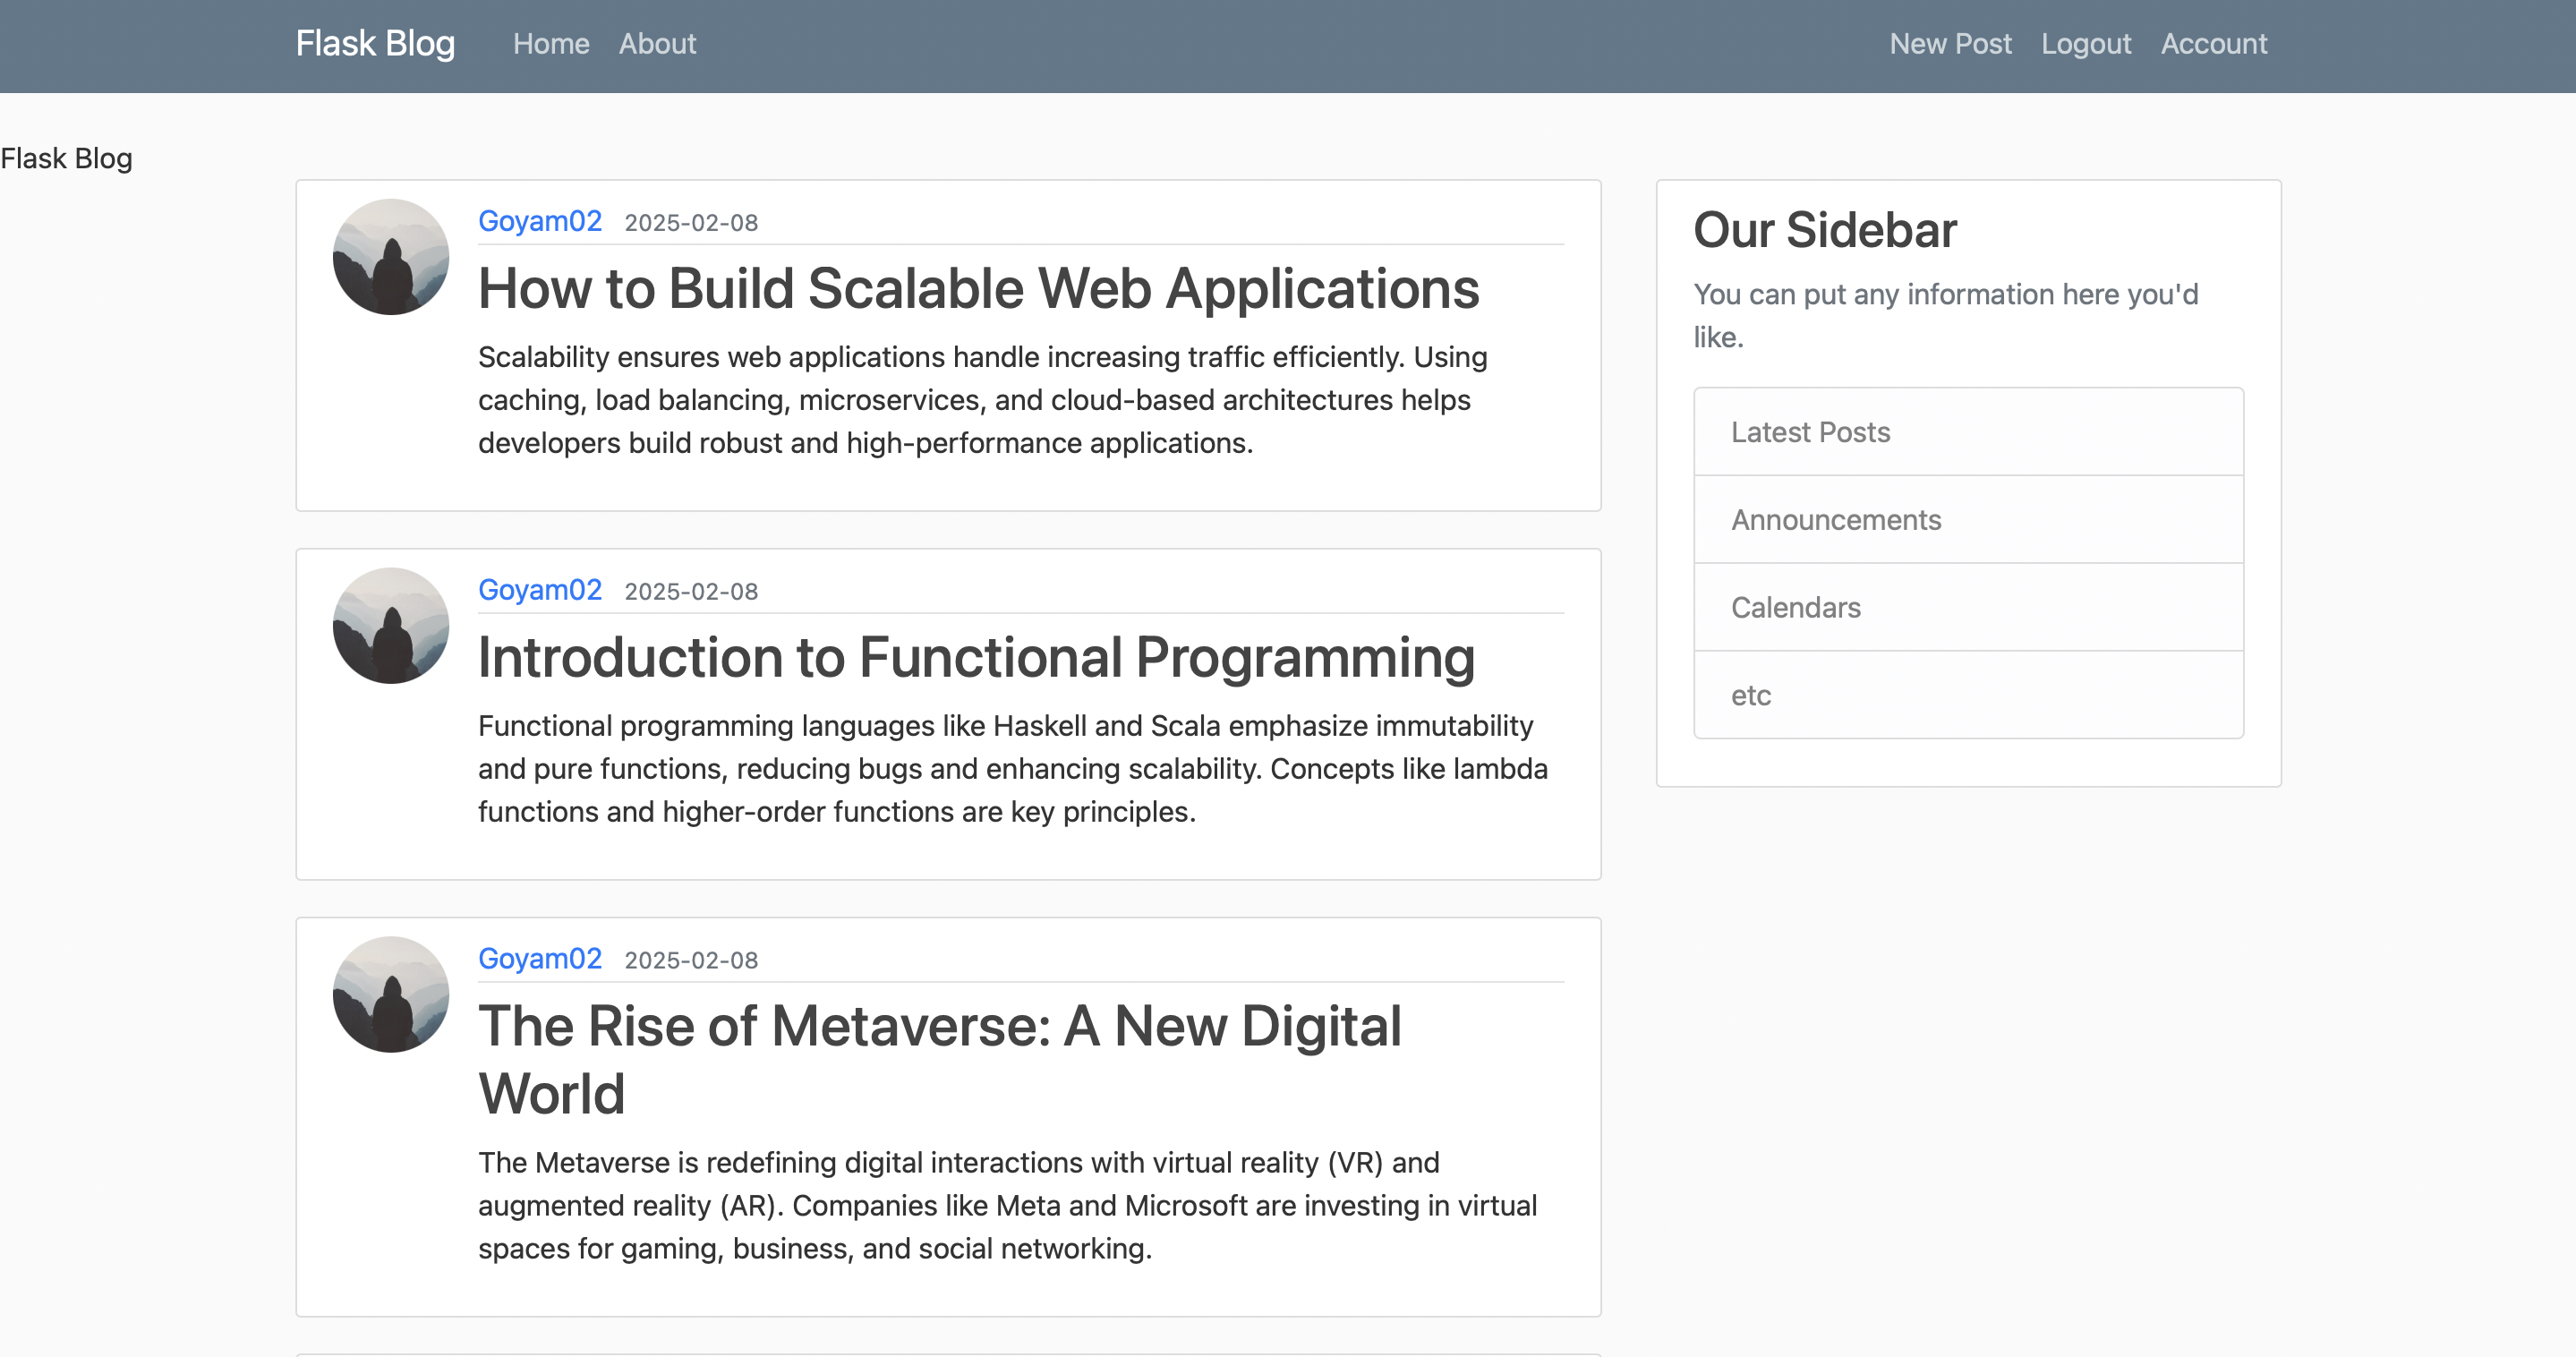 Flask Blog Home About New Post Logout Account
Flask Blog
Goyam02 2025-02-08
How to Build Scalable Web Applications
Scalability ensures web applications handle increasing traffic efficiently. Using
caching, load balancing, microservices, and cloud-based architectures helps
developers build robust and high-performance applications.
Goyam02 2025-02-08
Introduction to Functional Programming
Functional programming languages like Haskell and Scala emphasize immutability
and pure functions, reducing bugs and enhancing scalability. Concepts like lambda
functions and higher-order functions are key principles.
Goyam02 2025-02-08
The Rise of Metaverse: A New Digital
World
The Metaverse is redefining digital interactions with virtual reality (VR) and
augmented reality (AR). Companies like Meta and Microsoft are investing in virtual
spaces for gaming, business, and social networking.
Our Sidebar
You can put any information here you'd
like.
Latest Posts
Announcements
Calendars
etc